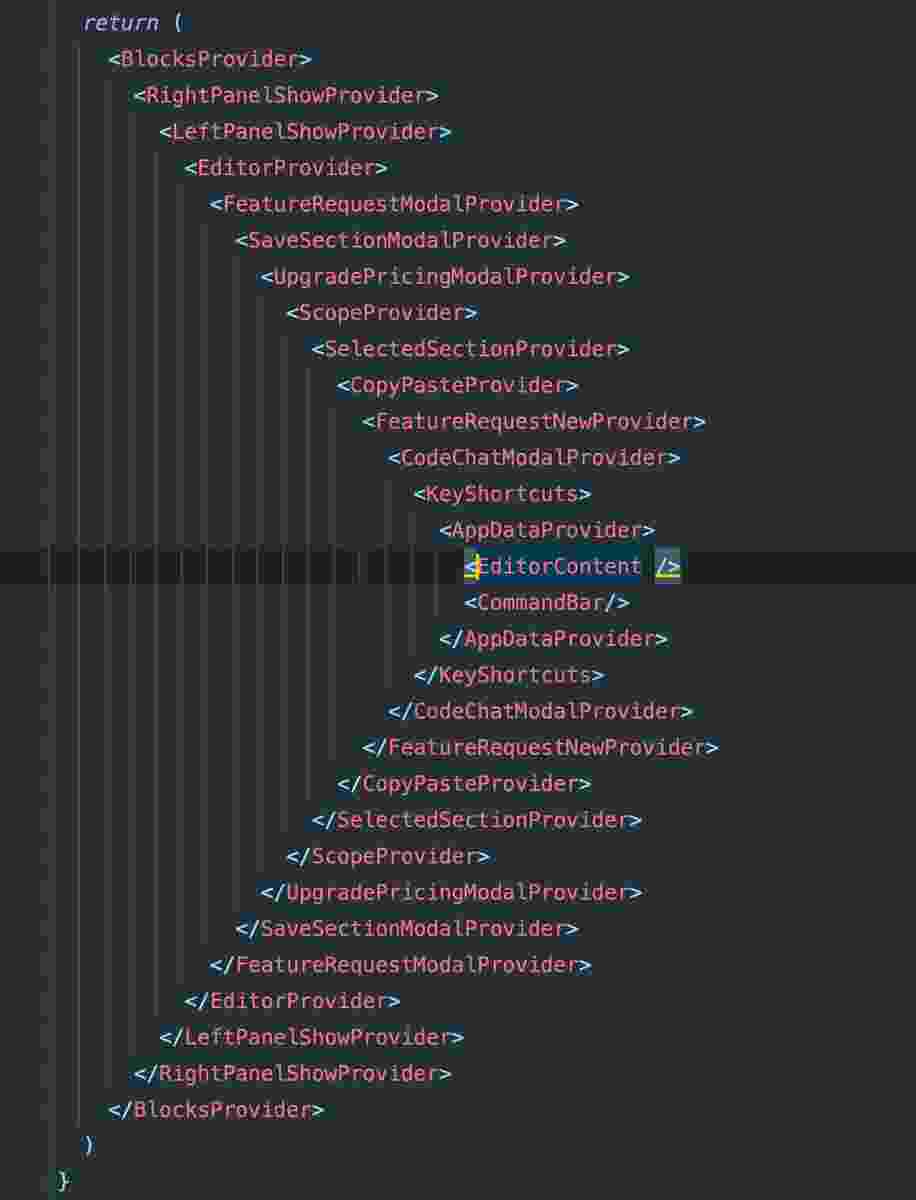 return (
<BlocksProvider>
<RightPanelShowProvider>
<LeftPanelShowProvider>
<EditorProvider>
<FeatureRequestModalProvider>
<SaveSectionModalProvider>
<UpgradePricingModalProvider>
<ScopeProvider>
<SelectedSectionProvider>
<CopyPasteProvider>
<FeatureRequestNewProvider>
<CodeChatModalProvider>
<KeyShortcuts>
<AppDataProvider>
<EditorContent />
<CommandBar/>
</AppDataProvider>
</KeyShortcuts>
</CodeChatModalProvider>
</FeatureRequestNewProvider>
</CopyPasteProvider>
</SelectedSectionProvider>
</ScopeProvider>
</UpgradePricingModalProvider>
</SaveSectionModalProvider>
</FeatureRequestModalProvider>
</EditorProvider>
</LeftPanelShowProvider>
</RightPanelShowProvider>
</BlocksProvider>
)
}